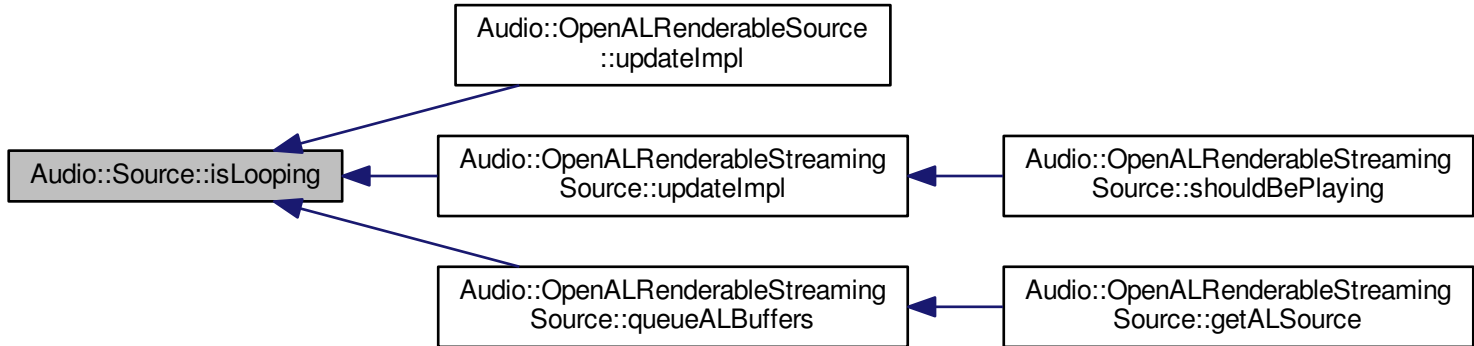 Audio::OpenALRenderableSource
::updateImpl
Audio::Source::isLooping
Audio::OpenALRenderableStreaming
Source::updateImpl
Audio::OpenALRenderableStreaming
Source::shouldBePlaying
Audio::OpenALRenderableStreaming
Source::queueALBuffers
Audio::OpenALRenderableStreaming
Source::getALSource